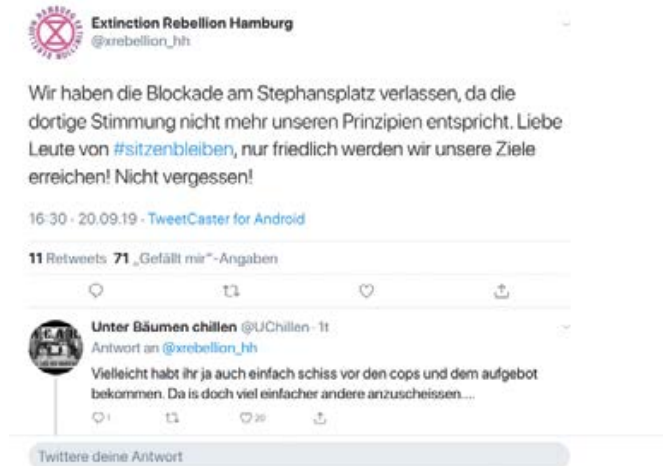 Extinction Rebellion Hamburg
@xrebellion_hh
Wir haben die Blockade am Stephansplatz verlassen, da die
dortige Stimmung nicht mehr unseren Prinzipien entspricht. Liebe
Leute von #sitzenbleiben, nur friedlich werden wir unsere Ziele
erreichen! Nicht vergessen!
16:30 · 20.09.19 · TweetCaster for Android
11 Retweets 71 „Gefällt mir“-Angaben
Unter Bäumen chillen @UChillen · 1t
Antwort an @xrebellion_hh
Vielleicht habt ihr ja auch einfach schiss vor den cops und dem aufgebot
bekommen. Da is doch viel einfacher andere anzuscheissen....
1 20
Twittere deine Antwort